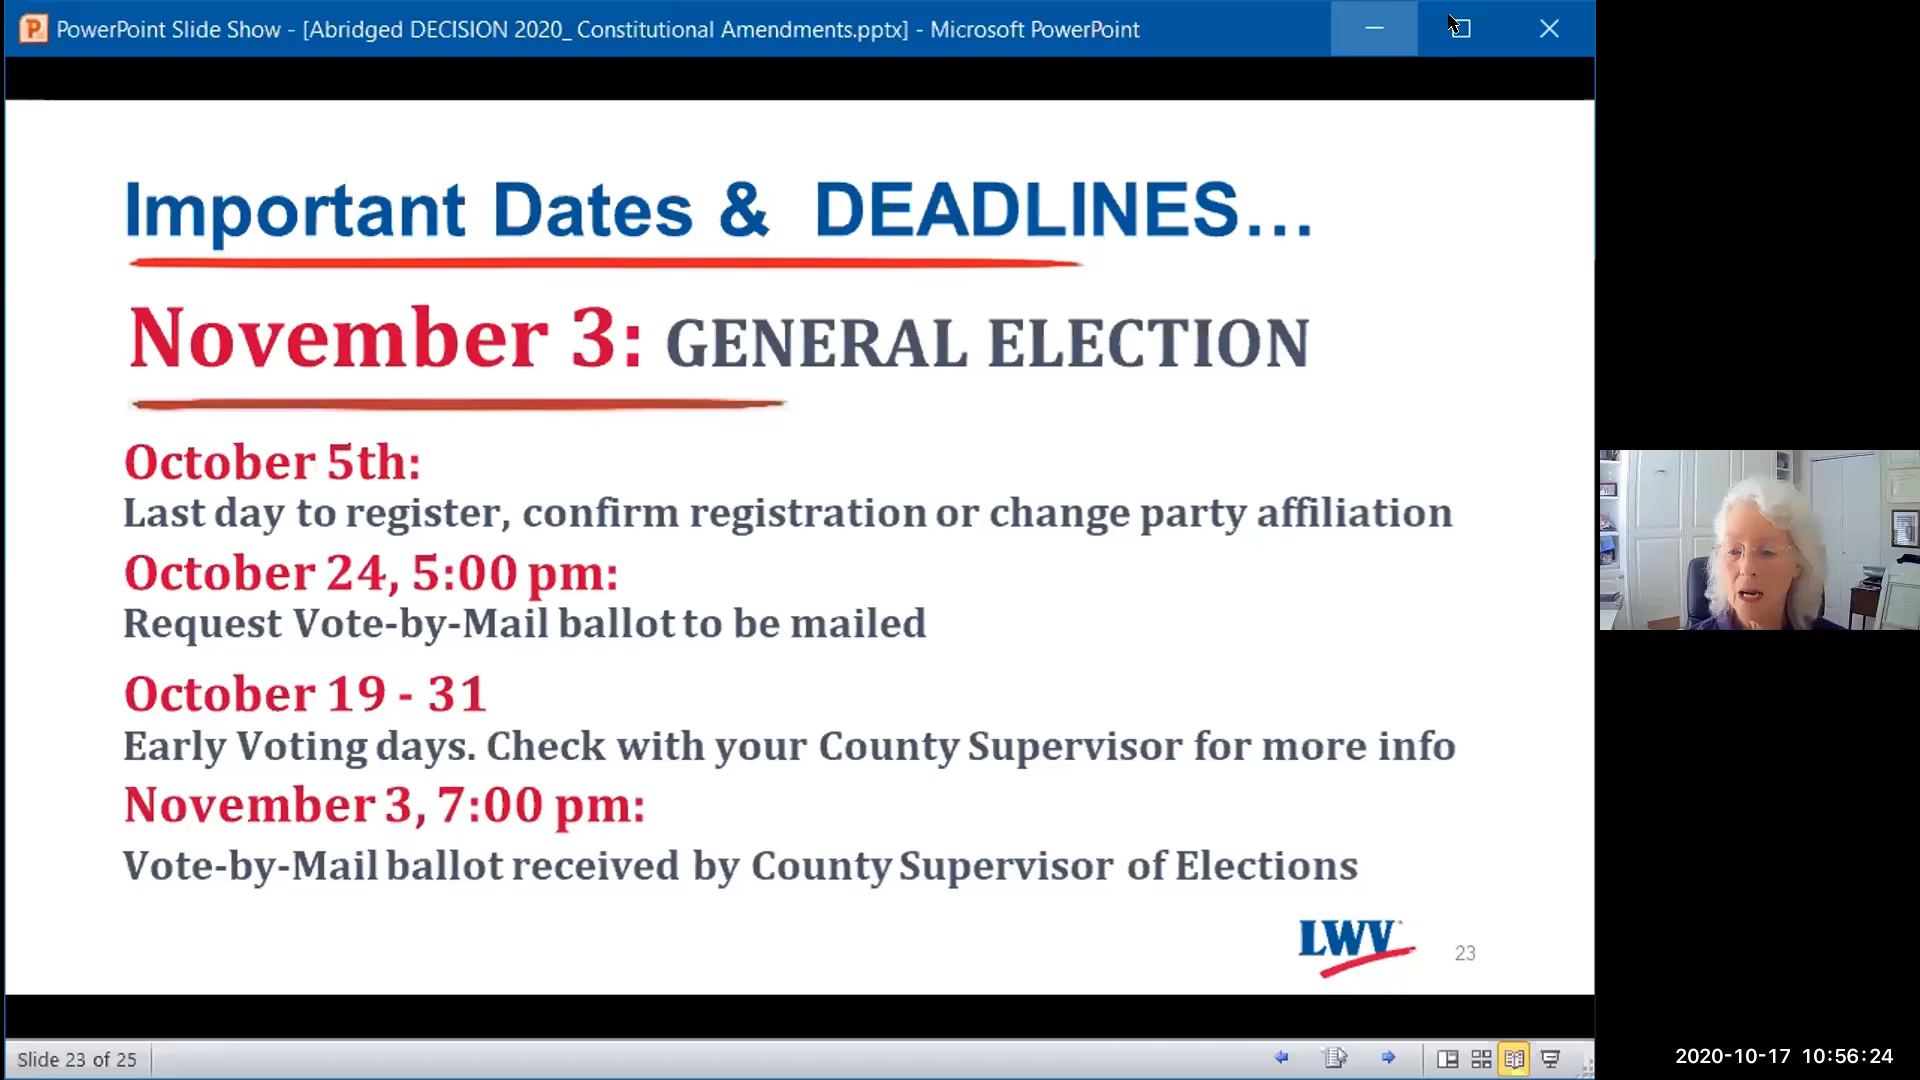 PowerPoint Slide Show - [Abridged DECISION 2020_ Constitutional Amendments.pptx] - Microsoft PowerPoint
Important Dates & DEADLINES...
November 3: GENERAL ELECTION
October 5th:
Last day to register, confirm registration or change party affiliation
October 24, 5:00 pm:
Request Vote-by-Mail ballot to be mailed
October 19 - 31
Early Voting days. Check with your County Supervisor for more info
November 3, 7:00 pm:
Vote-by-Mail ballot received by County Supervisor of Elections
LWV
23
Slide 23 of 25
2020-10-17 10:56:24